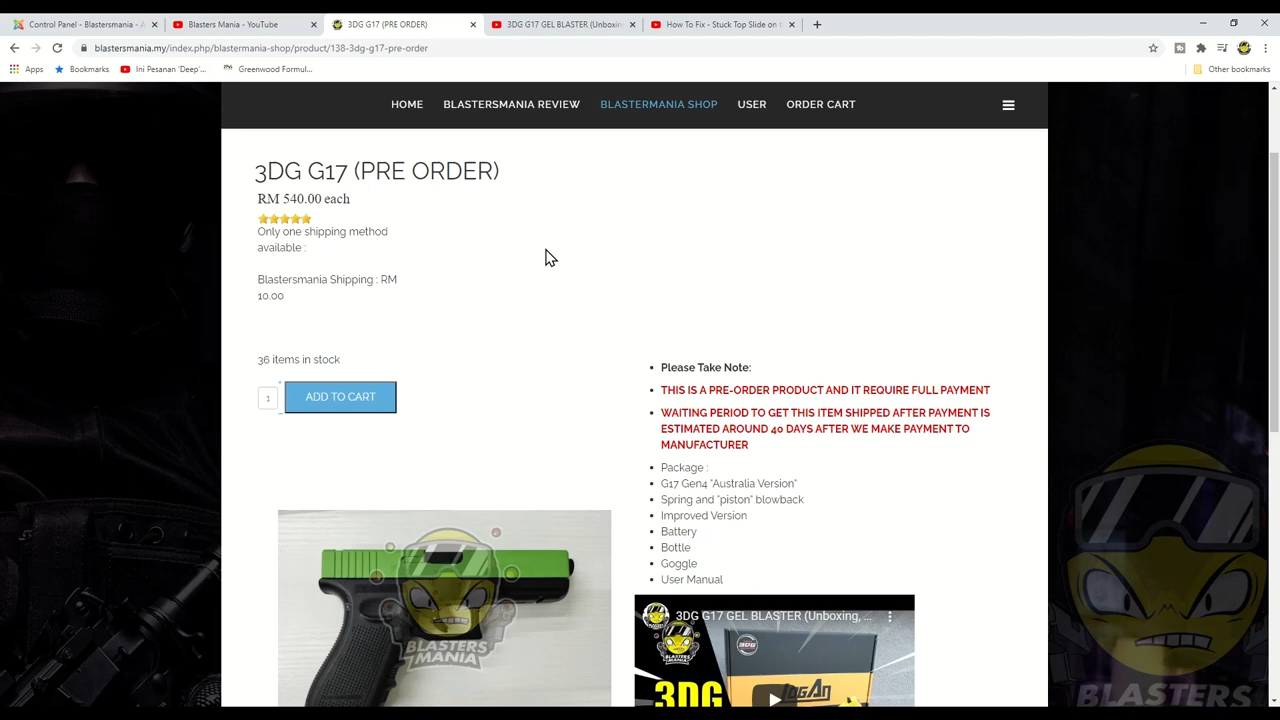 Control Panel - Blastersmania - A
Blasters Mania - YouTube
3DG G17 (PRE ORDER)
3DG G17 GEL BLASTER (Unboxing,
How To Fix - Stuck Top Slide on t
blastersmania.my/index.php/blastermania-shop/product/138-3dg-g17-pre-order
Apps
Bookmarks
Ini Pesanan 'Deep'...
Greenwood Formul...
Other bookmarks
HOME
BLASTERSMANIA REVIEW
BLASTERMANIA SHOP
USER
ORDER CART
3DG G17 (PRE ORDER)
RM 540.00 each
Only one shipping method
available :
Blastersmania Shipping : RM
10.00
36 items in stock
1
ADD TO CART
Please Take Note:
THIS IS A PRE-ORDER PRODUCT AND IT REQUIRE FULL PAYMENT
WAITING PERIOD TO GET THIS ITEM SHIPPED AFTER PAYMENT IS
ESTIMATED AROUND 40 DAYS AFTER WE MAKE PAYMENT TO
MANUFACTURER
Package :
G17 Gen4 "Australia Version"
Spring and "piston" blowback
Improved Version
Battery
Bottle
Goggle
User Manual
BLASTERS
MANIA
3DG G17 GEL BLASTER (Unboxing, ...
BLASTERS
MANIA
3DG
3DG
LOGAN
BLASTERS